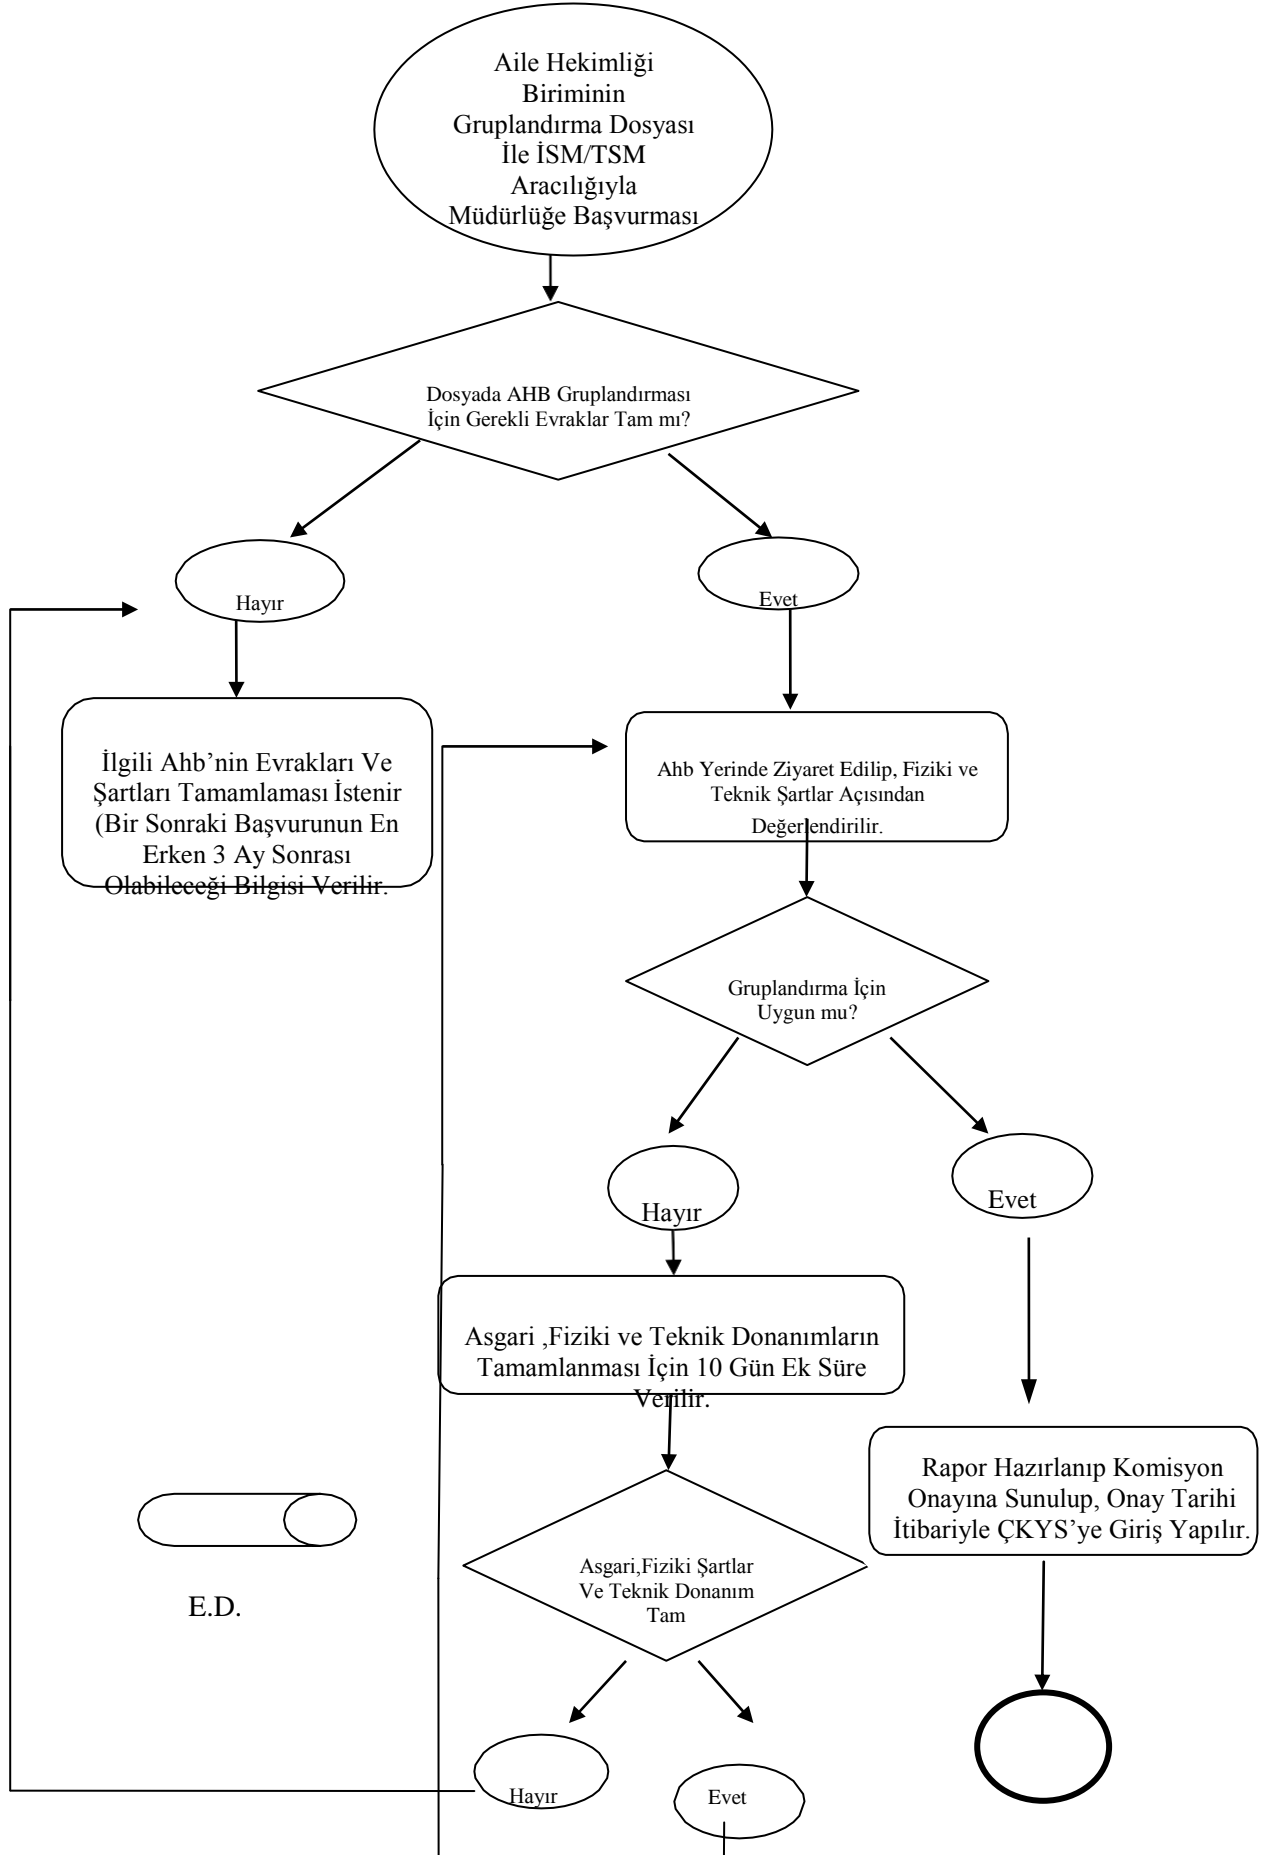 Aile Hekimliği
Biriminin
Gruplandırma Dosyası
İle İSM/TSM
Aracılığıyla
Müdürlüğe Başvurması
Dosyada AHB Gruplandırması
İçin Gerekli Evraklar Tam mı?
Hayır
Evet
İlgili Ahb’nin Evrakları Ve
Şartları Tamamlaması İstenir
(Bir Sonraki Başvurunun En
Erken 3 Ay Sonrası
Olabileceği Bilgisi Verilir.
Ahb Yerinde Ziyaret Edilip, Fiziki ve
Teknik Şartlar Açısından
Değerlendirilir.
Gruplandırma İçin
Uygun mu?
Hayır
Evet
Asgari ,Fiziki ve Teknik Donanımların
Tamamlanması İçin 10 Gün Ek Süre
Verilir.
Rapor Hazırlanıp Komisyon
Onayına Sunulup, Onay Tarihi
İtibariyle ÇKYS’ye Giriş Yapılır.
Asgari,Fiziki Şartlar
Ve Teknik Donanım
Tam
E.D.
Hayır
Evet